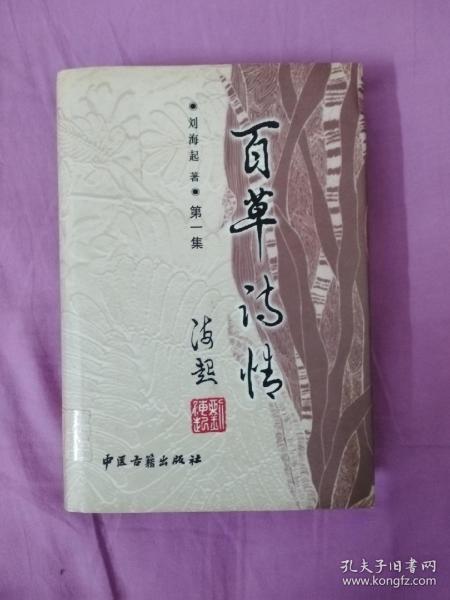 百草诗情
刘海起 著
第一集
海起
中医古籍出版社
孔夫子旧书网
www.kongfz.com